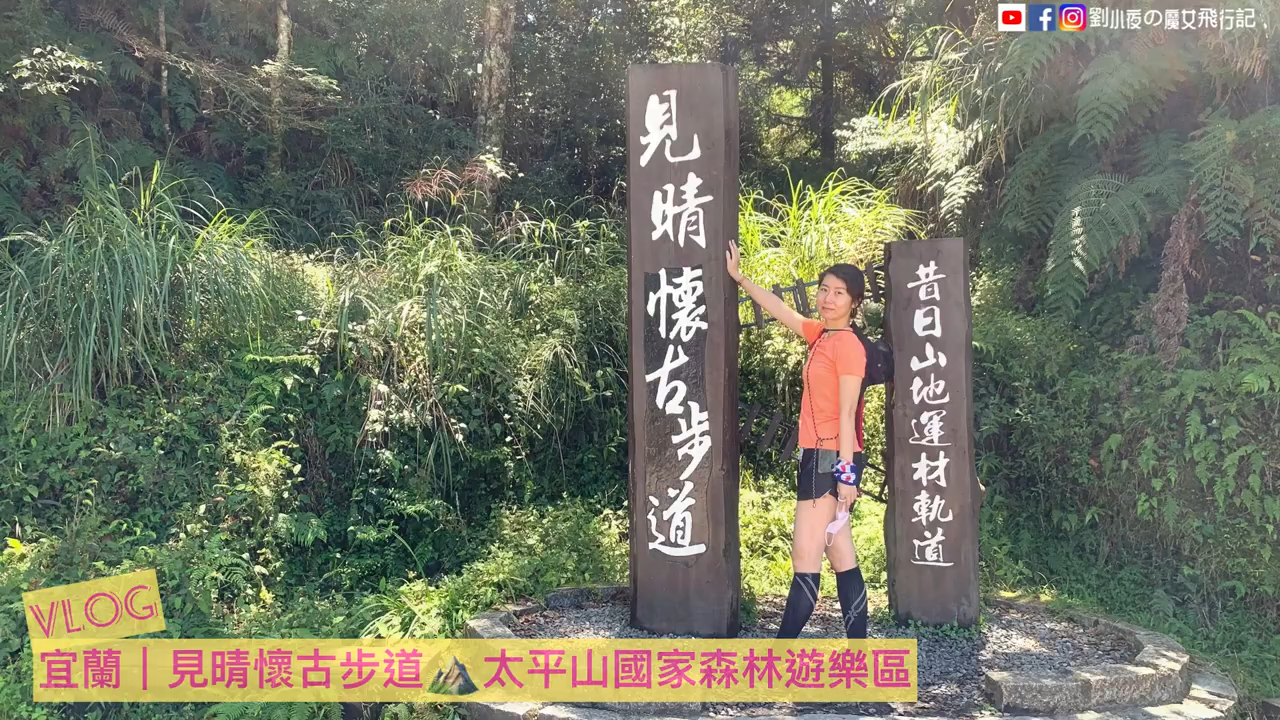 劉小夜の魔女飛行記
見晴懷古步道
昔日山地運材軌道
VLOG
宜蘭｜見晴懷古步道⛰️太平山國家森林遊樂區